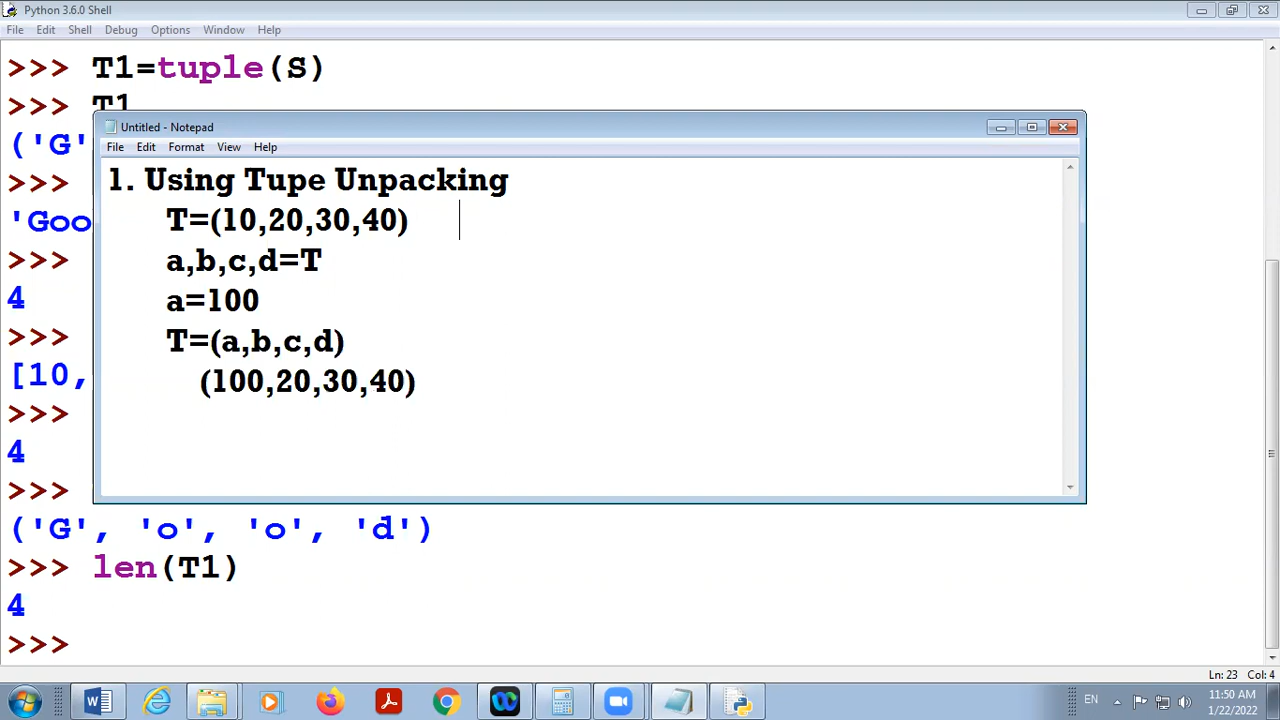 Python 3.6.0 Shell
File Edit Shell Debug Options Window Help
>>> T1=tuple(S)
>>> T1
('G'
>>>
'Goo
>>>
4
>>>
[10,
>>>
4
>>>
('G', 'o', 'o', 'd')
>>> len(T1)
4
>>>
Untitled - Notepad
File Edit Format View Help
1. Using Tupe Unpacking
T=(10,20,30,40)
a,b,c,d=T
a=100
T=(a,b,c,d)
(100,20,30,40)
Ln: 23 Col: 4
EN
11:50 AM
1/22/2022